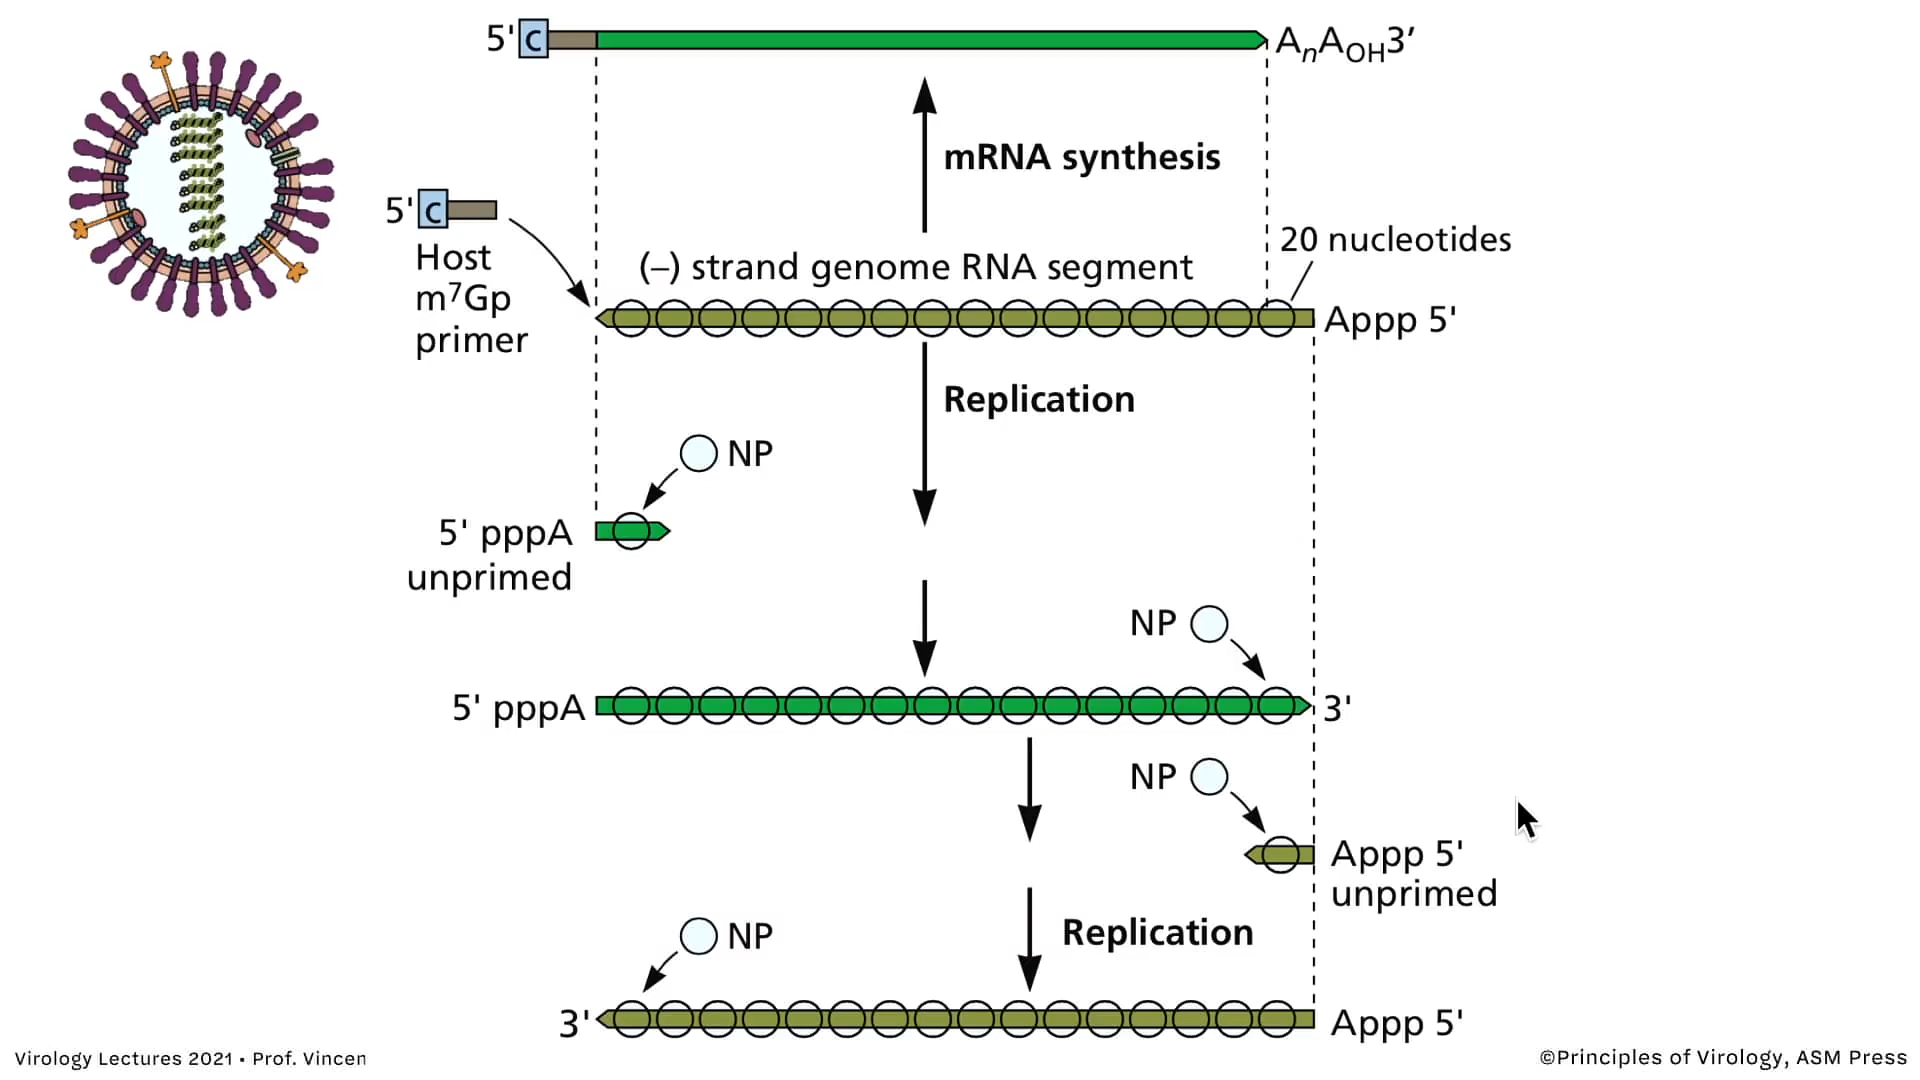 5' C AnAOH3'
mRNA synthesis
5' C
Host
m⁷Gp
primer
20 nucleotides
(–) strand genome RNA segment
Appp 5'
Replication
NP
5' pppA
unprimed
NP
5' pppA 3'
NP
Appp 5'
unprimed
NP
Replication
3' Appp 5'
Virology Lectures 2021 • Prof. Vincen
©Principles of Virology, ASM Press